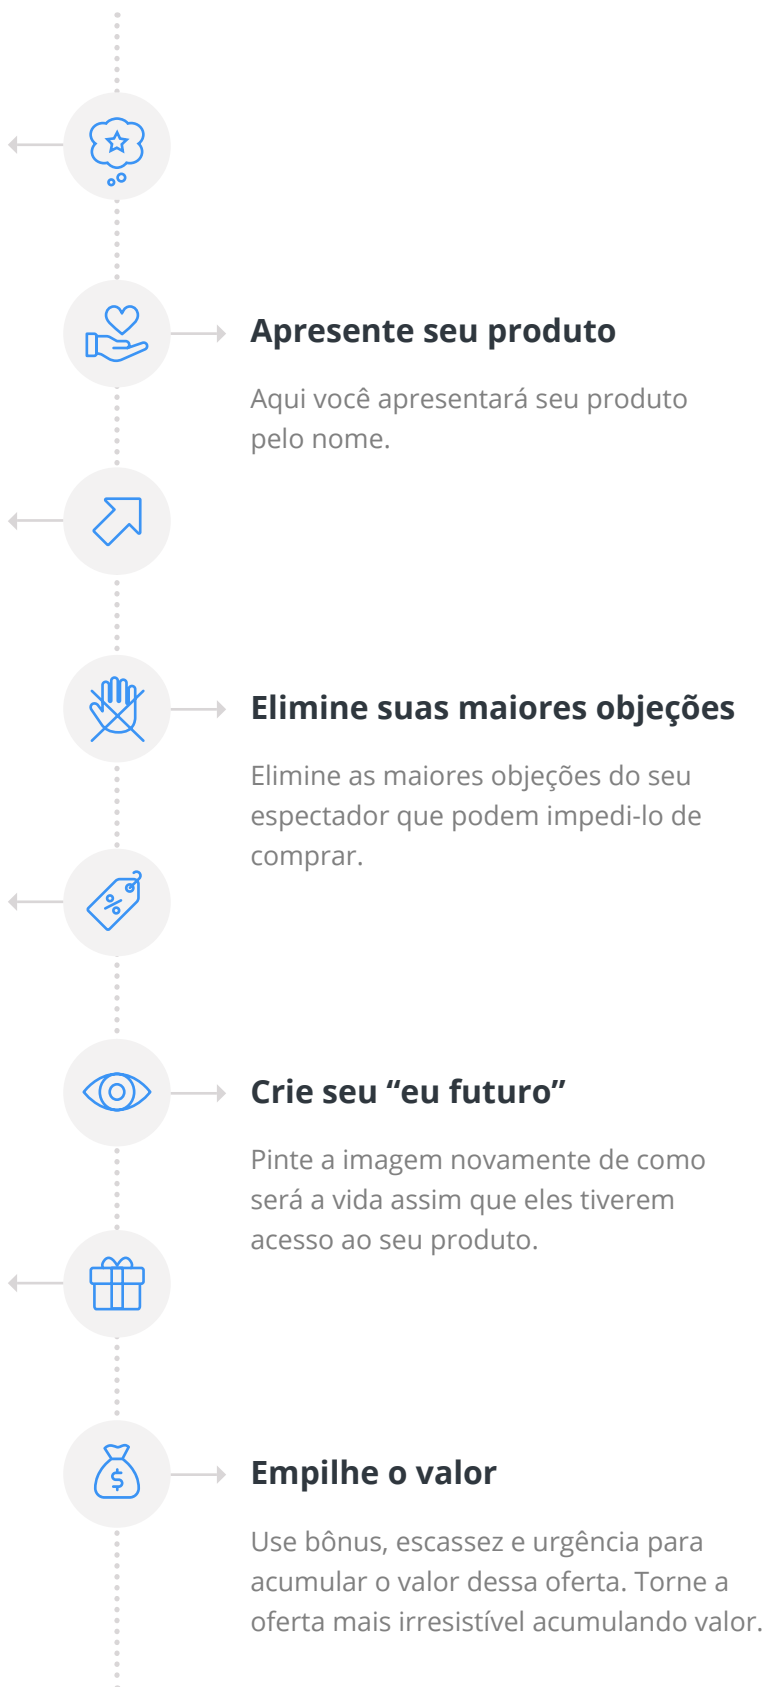 Apresente seu produto
Aqui você apresentará seu produto
pelo nome.
Elimine suas maiores objeções
Elimine as maiores objeções do seu
espectador que podem impedi-lo de
comprar.
Crie seu “eu futuro”
Pinte a imagem novamente de como
será a vida assim que eles tiverem
acesso ao seu produto.
Empilhe o valor
Use bônus, escassez e urgência para
acumular o valor dessa oferta. Torne a
oferta mais irresistível acumulando valor.